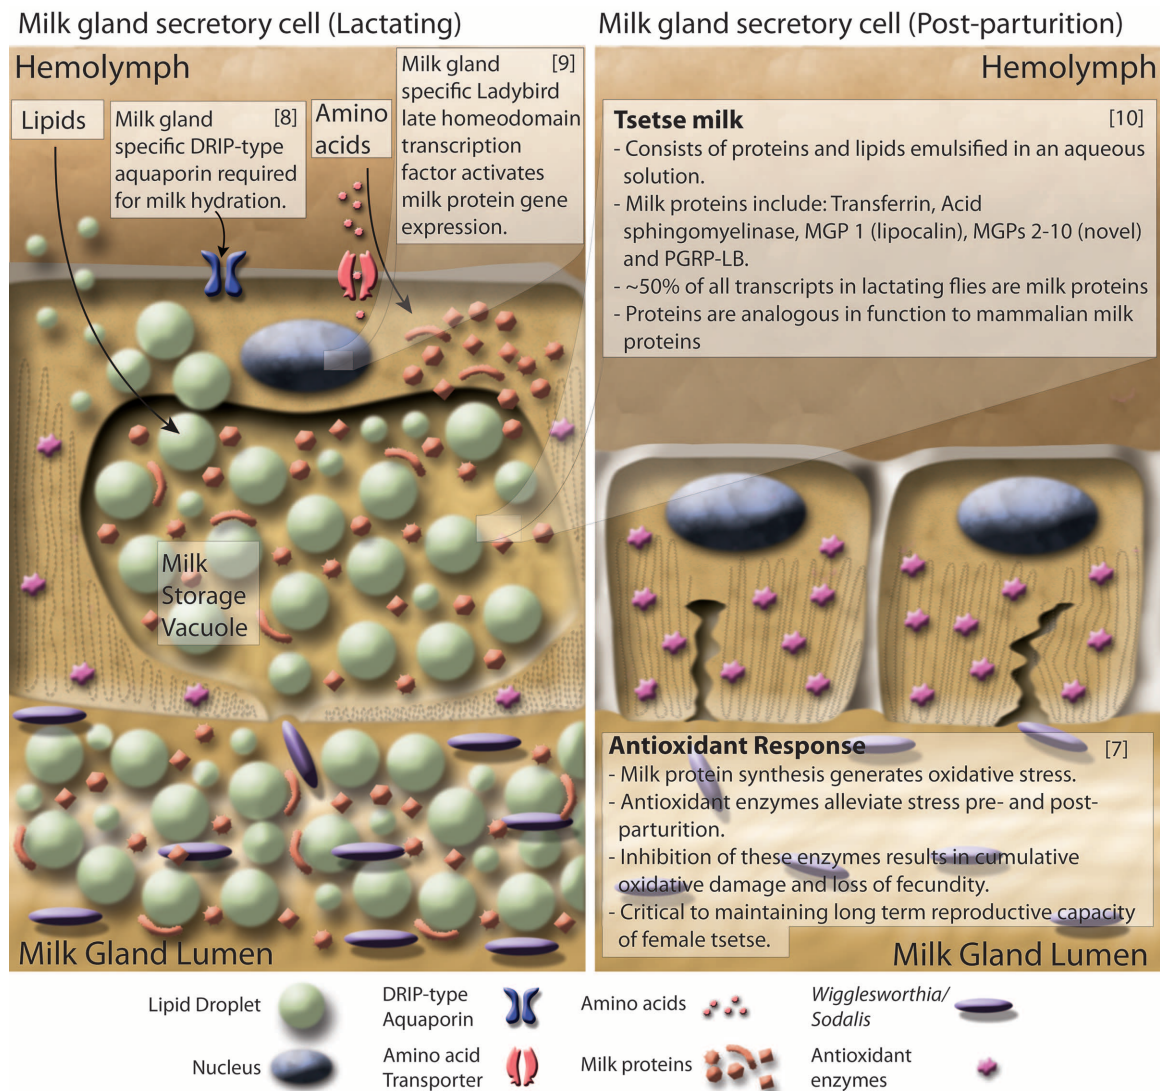 Milk gland secretory cell (Lactating)
Hemolymph
Lipids
Milk gland [8]
specific DRIP-type
aquaporin required
for milk hydration.
Amino
acids
Milk gland [9]
specific Ladybird
late homeodomain
transcription
factor activates
milk protein gene
expression.
Milk
Storage
Vacuole
Milk Gland Lumen
Milk gland secretory cell (Post-parturition)
Hemolymph
Tsetse milk [10]
- Consists of proteins and lipids emulsified in an aqueous
solution.
- Milk proteins include: Transferrin, Acid
sphingomyelinase, MGP 1 (lipocalin), MGPs 2-10 (novel)
and PGRP-LB.
- ~50% of all transcripts in lactating flies are milk proteins
- Proteins are analogous in function to mammalian milk
proteins
Antioxidant Response [7]
- Milk protein synthesis generates oxidative stress.
- Antioxidant enzymes alleviate stress pre- and post-
parturition.
- Inhibition of these enzymes results in cumulative
oxidative damage and loss of fecundity.
- Critical to maintaining long term reproductive capacity
of female tsetse.
Milk Gland Lumen
Lipid Droplet
Nucleus
DRIP-type
Aquaporin
Amino acid
Transporter
Amino acids
Milk proteins
Wigglesworthia/
Sodalis
Antioxidant
enzymes